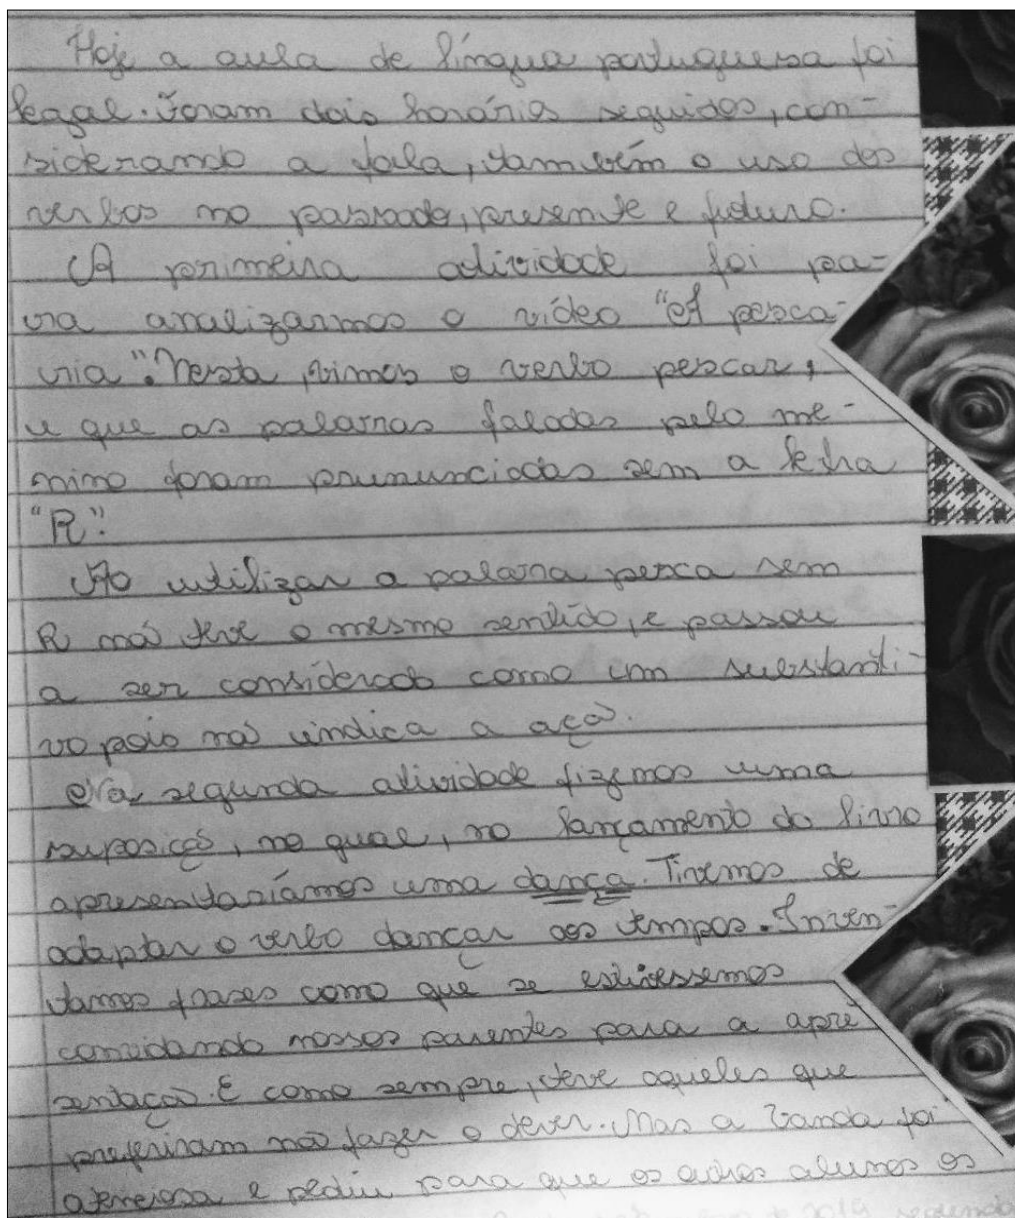 Hoje a aula de língua portuguesa foi
legal. Foram dois horários seguidos, con-
siderando a fala, também o uso dos
verbos no passado, presente e futuro.
A primeira atividade foi pa-
ra analizarmos o vídeo "A pesca-
ria". Nesta, vimos o verbo pescar,
e que as palavras faladas pelo me-
nino foram prununciadas sem a letra
"R".
Ao utilizar a palavra pesca sem
R não teve o mesmo sentido, e passou
a ser considerado como um substanti-
vo pois não indica a ação.
Na segunda atividade fizemos uma
suposição, no qual, no lançamento do livro
apresentaríamos uma dança. Tivemos de
adaptar o verbo dançar aos tempos. Inven-
tamos frases como que se estivessemos
convidando nossos parentes para a apre
sentação. E como sempre, teve aqueles que
preferiram não fazer o dever. Mas a Vanda foi
atenciosa e pediu para que os outros alunos os